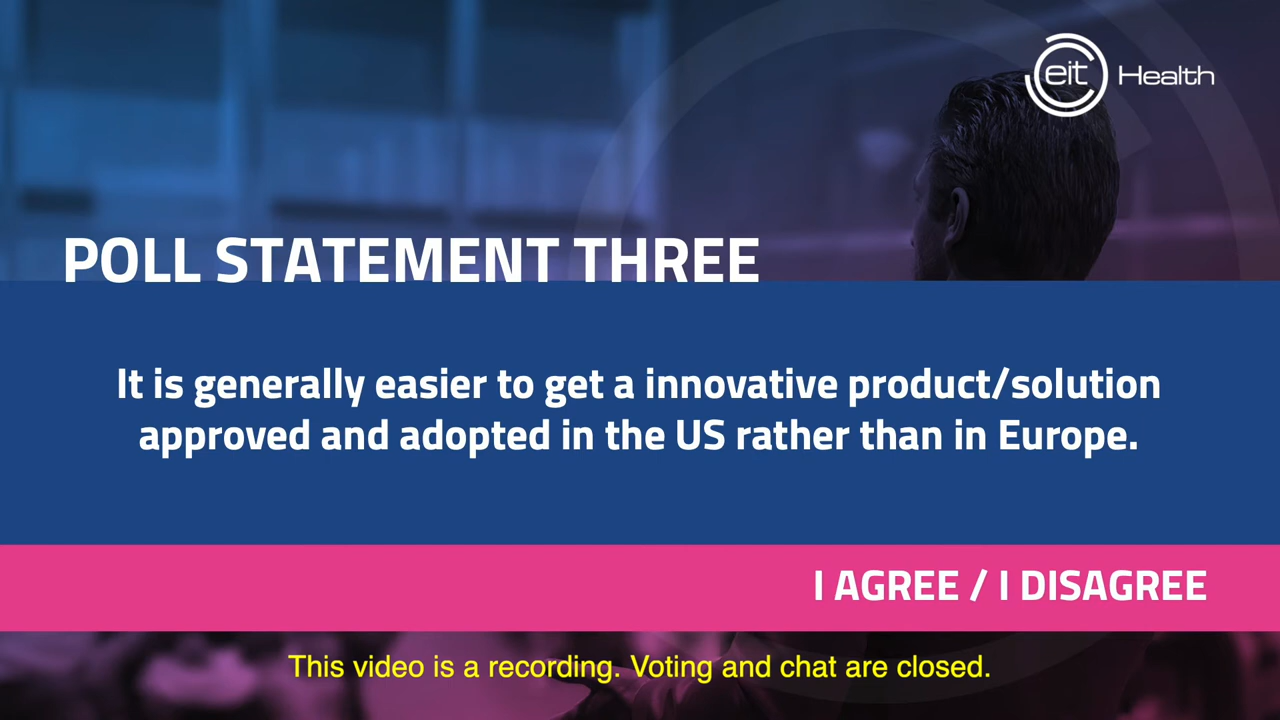 eit Health
POLL STATEMENT THREE
It is generally easier to get a innovative product/solution
approved and adopted in the US rather than in Europe.
I AGREE / I DISAGREE
This video is a recording. Voting and chat are closed.